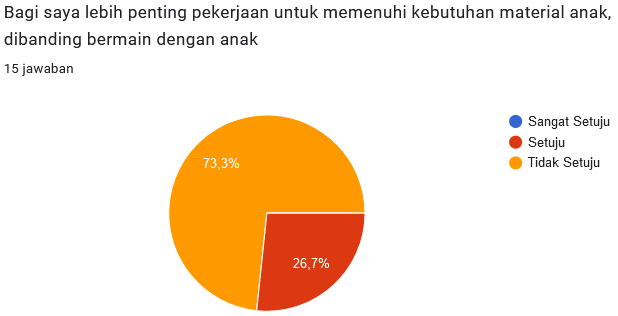 Bagi saya lebih penting pekerjaan untuk memenuhi kebutuhan material anak,
dibanding bermain dengan anak
15 jawaban
Sangat Setuju
Setuju
Tidak Setuju
73,3%
26,7%